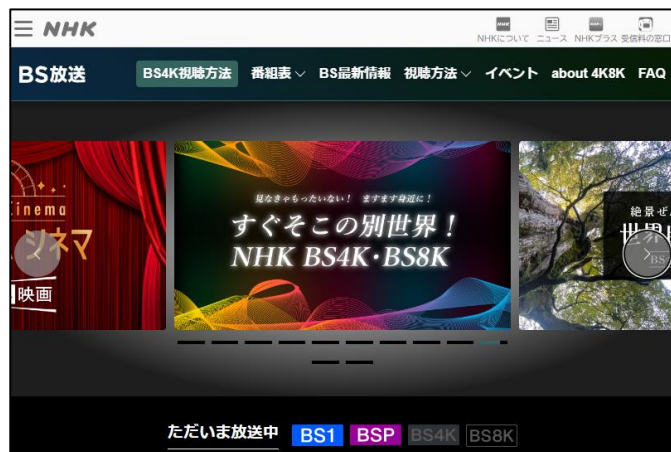 NHK
NHKについて ニュース NHKプラス 受信料の窓口
BS放送 BS4K視聴方法 番組表 BS最新情報 視聴方法 イベント about 4K8K FAQ
inema
シネマ
映画
見なきゃもったいない！ ますます身近に！
すぐそこの別世界！
NHK BS4K・BS8K
絶景ぜ
世界
BS
ただいま放送中 BS1 BSP BS4K BS8K